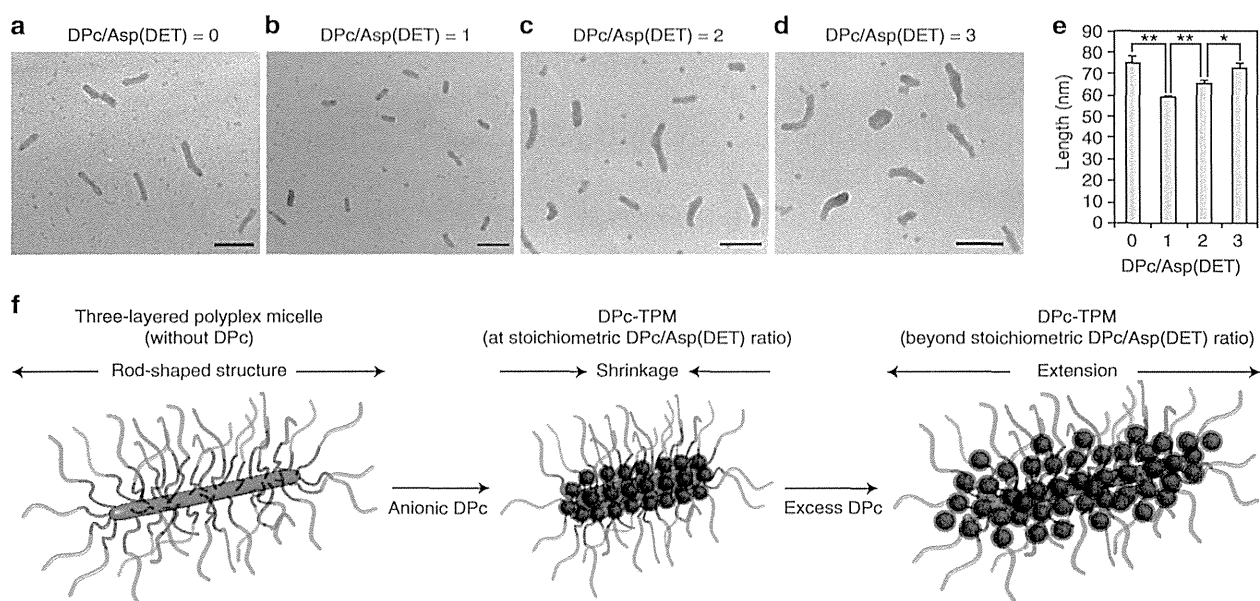 a
DPc/Asp(DET) = 0
b
DPc/Asp(DET) = 1
c
DPc/Asp(DET) = 2
d
DPc/Asp(DET) = 3
e
90
80
70
60
50
40
30
20
10
0
Length (nm)
** ** *
0 1 2 3
DPc/Asp(DET)
f
Three-layered polyplex micelle
(without DPc)
Rod-shaped structure
Anionic DPc
DPc-TPM
(at stoichiometric DPc/Asp(DET) ratio)
Shrinkage
Excess DPc
DPc-TPM
(beyond stoichiometric DPc/Asp(DET) ratio)
Extension